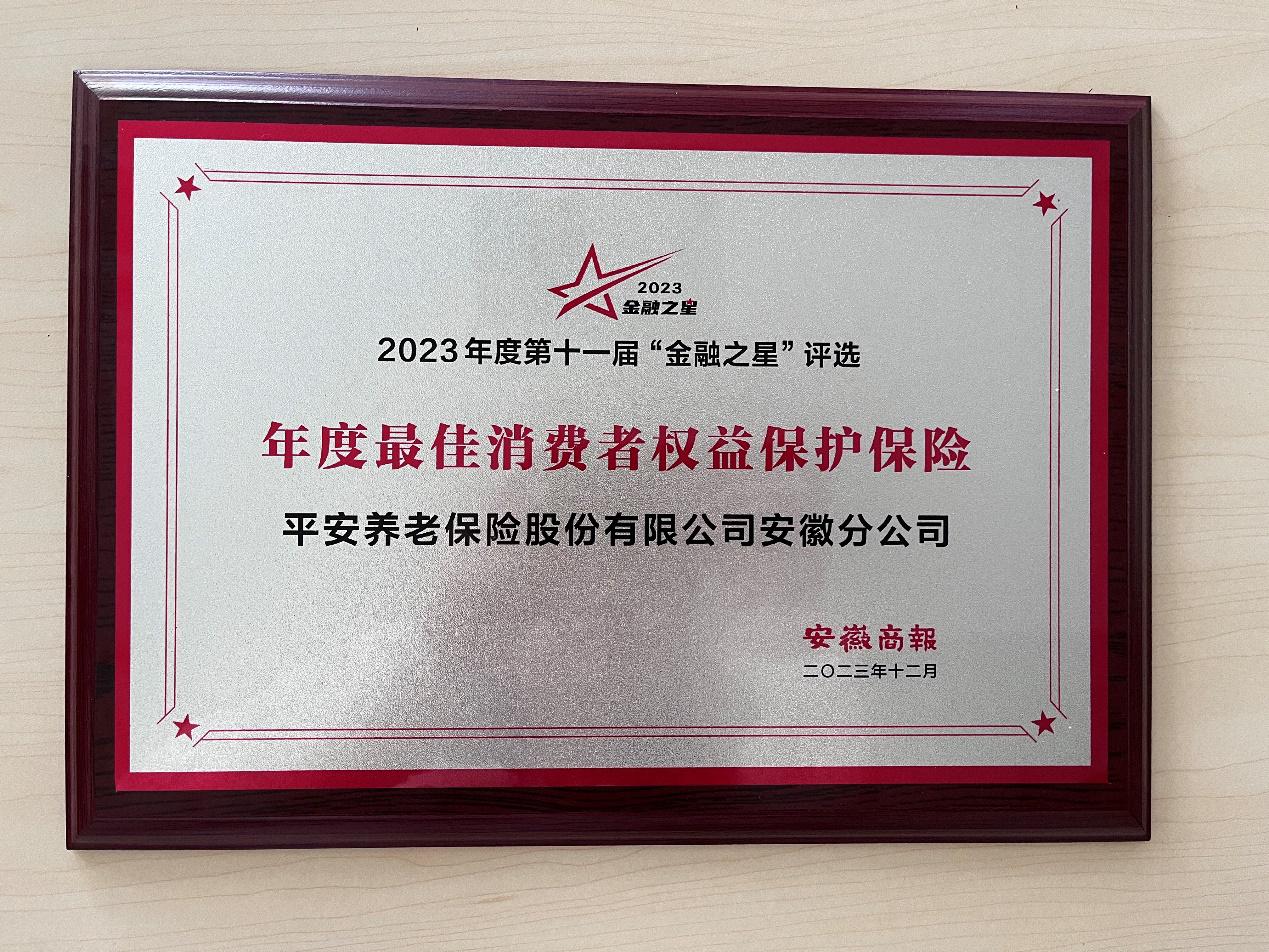 2023
金融之星
2023年度第十一届“金融之星”评选
年度最佳消费者权益保护保险
平安养老保险股份有限公司安徽分公司
安徽商報
二〇二三年十二月